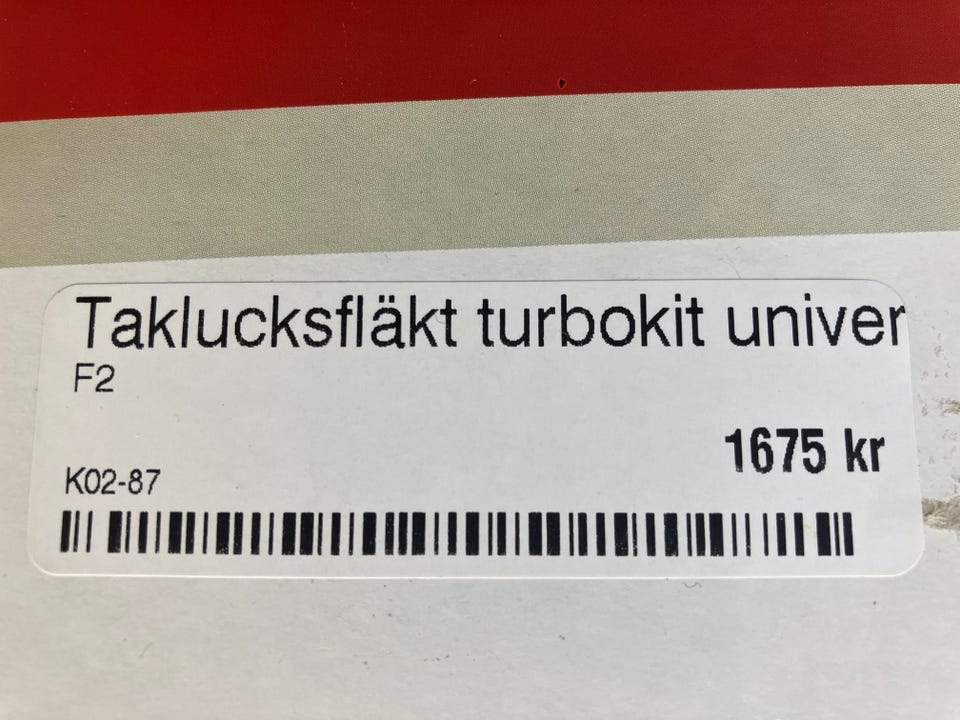 Taklucksfläkt turbokit univer
F2
1675 kr
K02-87